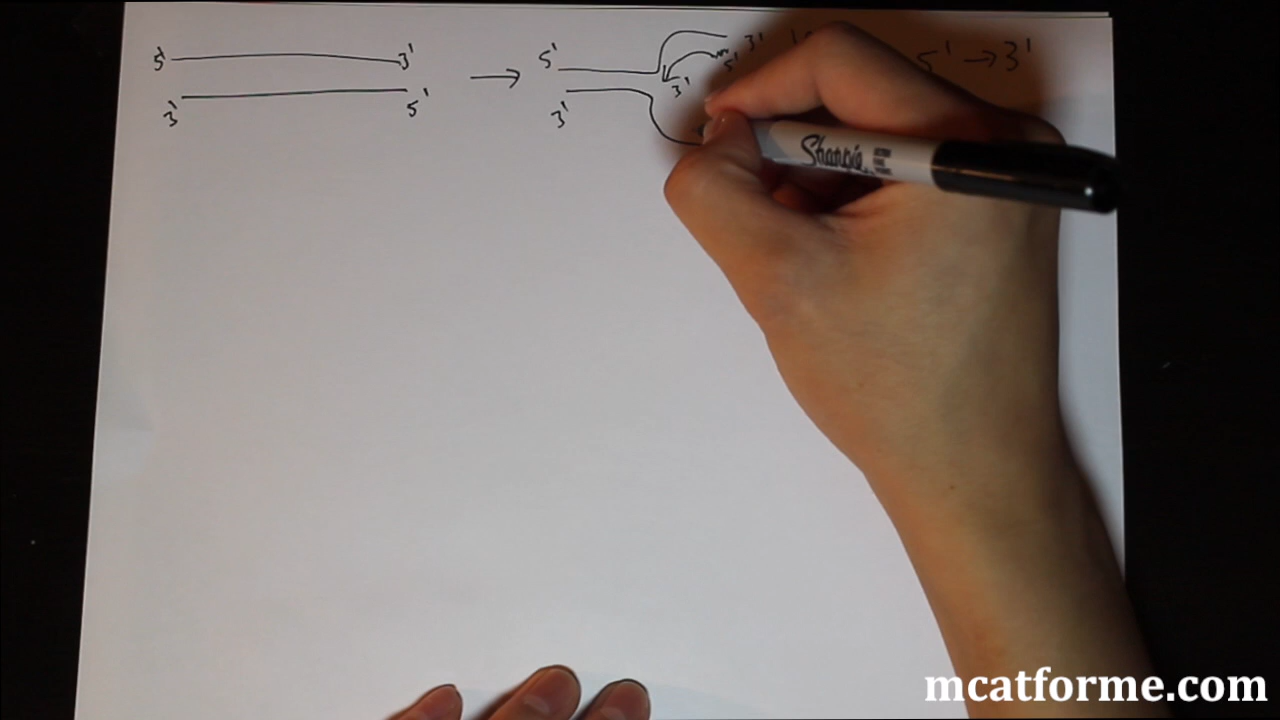 5' 3' → 5' 3' 5' → 3'
3' 5' 3' 5' 3'
Sharpie
mcatforme.com